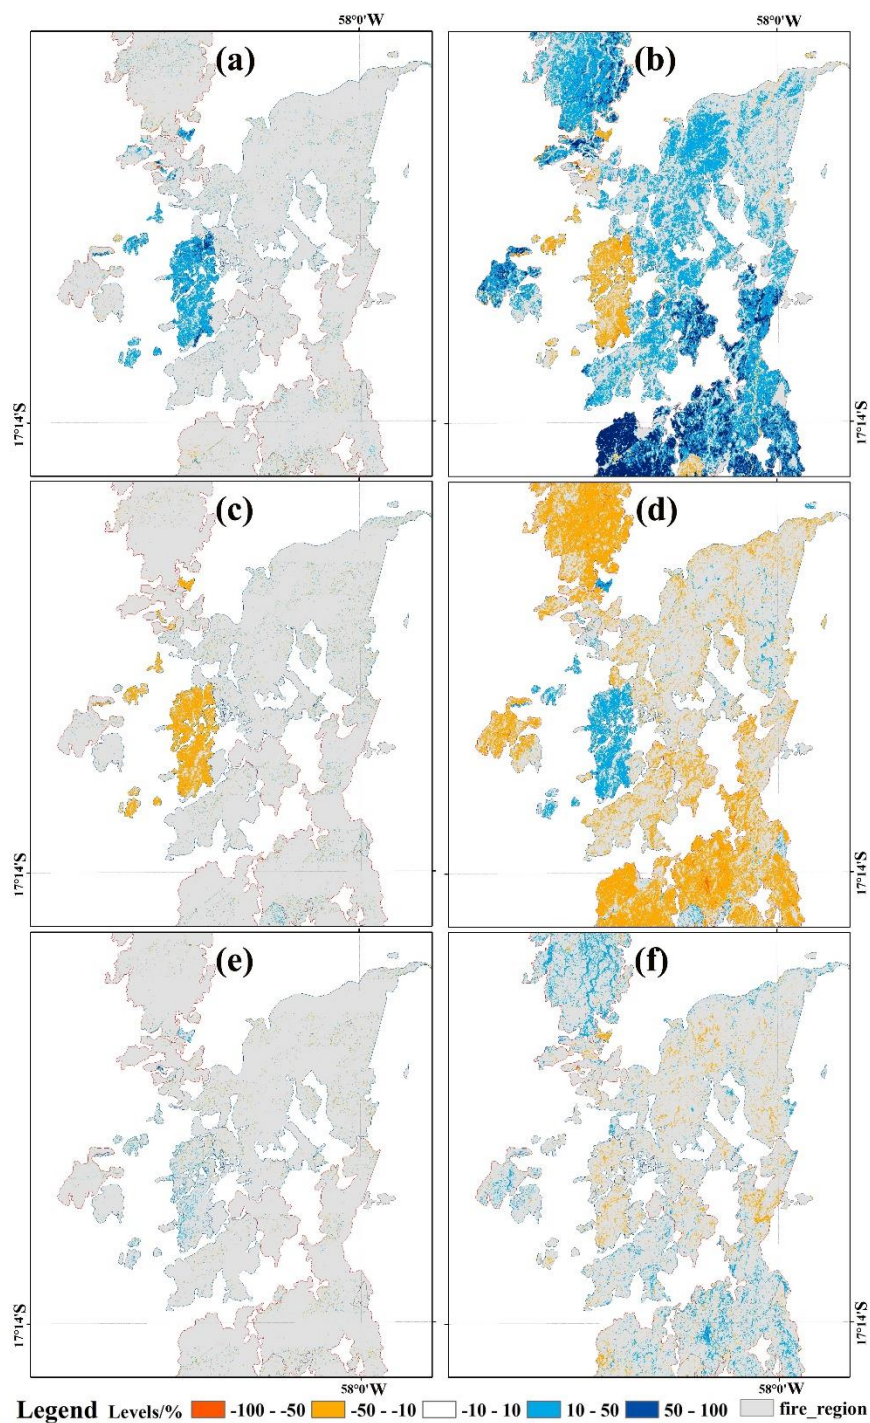 58°0'W 58°0'W
(a) (b)
17°14'S 17°14'S
(c) (d)
17°14'S 17°14'S
(e) (f)
17°14'S 17°14'S
58°0'W 58°0'W
Legend Levels/% -100 - -50 -50 - -10 -10 - 10 10 - 50 50 - 100 fire_region